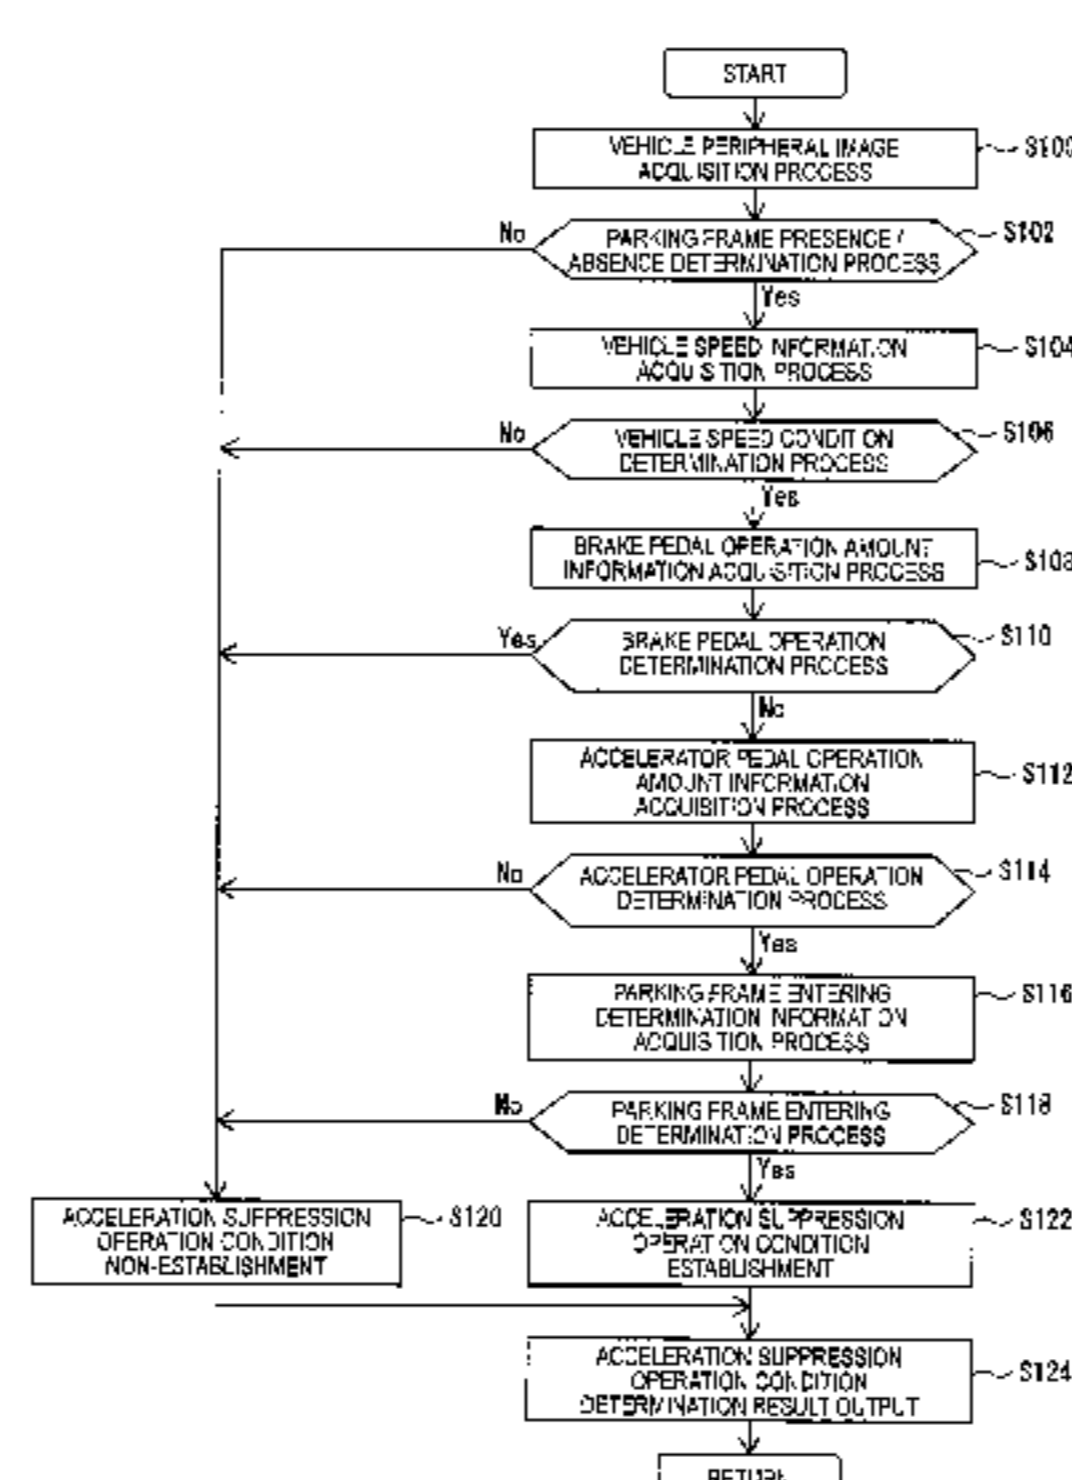 START
VEHICLE PERIPHERAL IMAGE
ACQUISITION PROCESS
S100
No
PARKING FRAME PRESENCE /
ABSENCE DETERMINATION PROCESS
S102
Yes
VEHICLE SPEED INFORMATION
ACQUISITION PROCESS
S104
No
VEHICLE SPEED CONDITION
DETERMINATION PROCESS
S106
Yes
BRAKE PEDAL OPERATION AMOUNT
INFORMATION ACQUISITION PROCESS
S108
Yes
BRAKE PEDAL OPERATION
DETERMINATION PROCESS
S110
No
ACCELERATOR PEDAL OPERATION
AMOUNT INFORMATION
ACQUISITION PROCESS
S112
No
ACCELERATOR PEDAL OPERATION
DETERMINATION PROCESS
S114
Yes
PARKING FRAME ENTERING
DETERMINATION INFORMATION
ACQUISITION PROCESS
S116
No
PARKING FRAME ENTERING
DETERMINATION PROCESS
S118
Yes
ACCELERATION SUPPRESSION
OPERATION CONDITION
NON-ESTABLISHMENT
S120
ACCELERATION SUPPRESSION
OPERATION CONDITION
ESTABLISHMENT
S122
ACCELERATION SUPPRESSION
OPERATION CONDITION
DETERMINATION RESULT OUTPUT
S124
RETURN